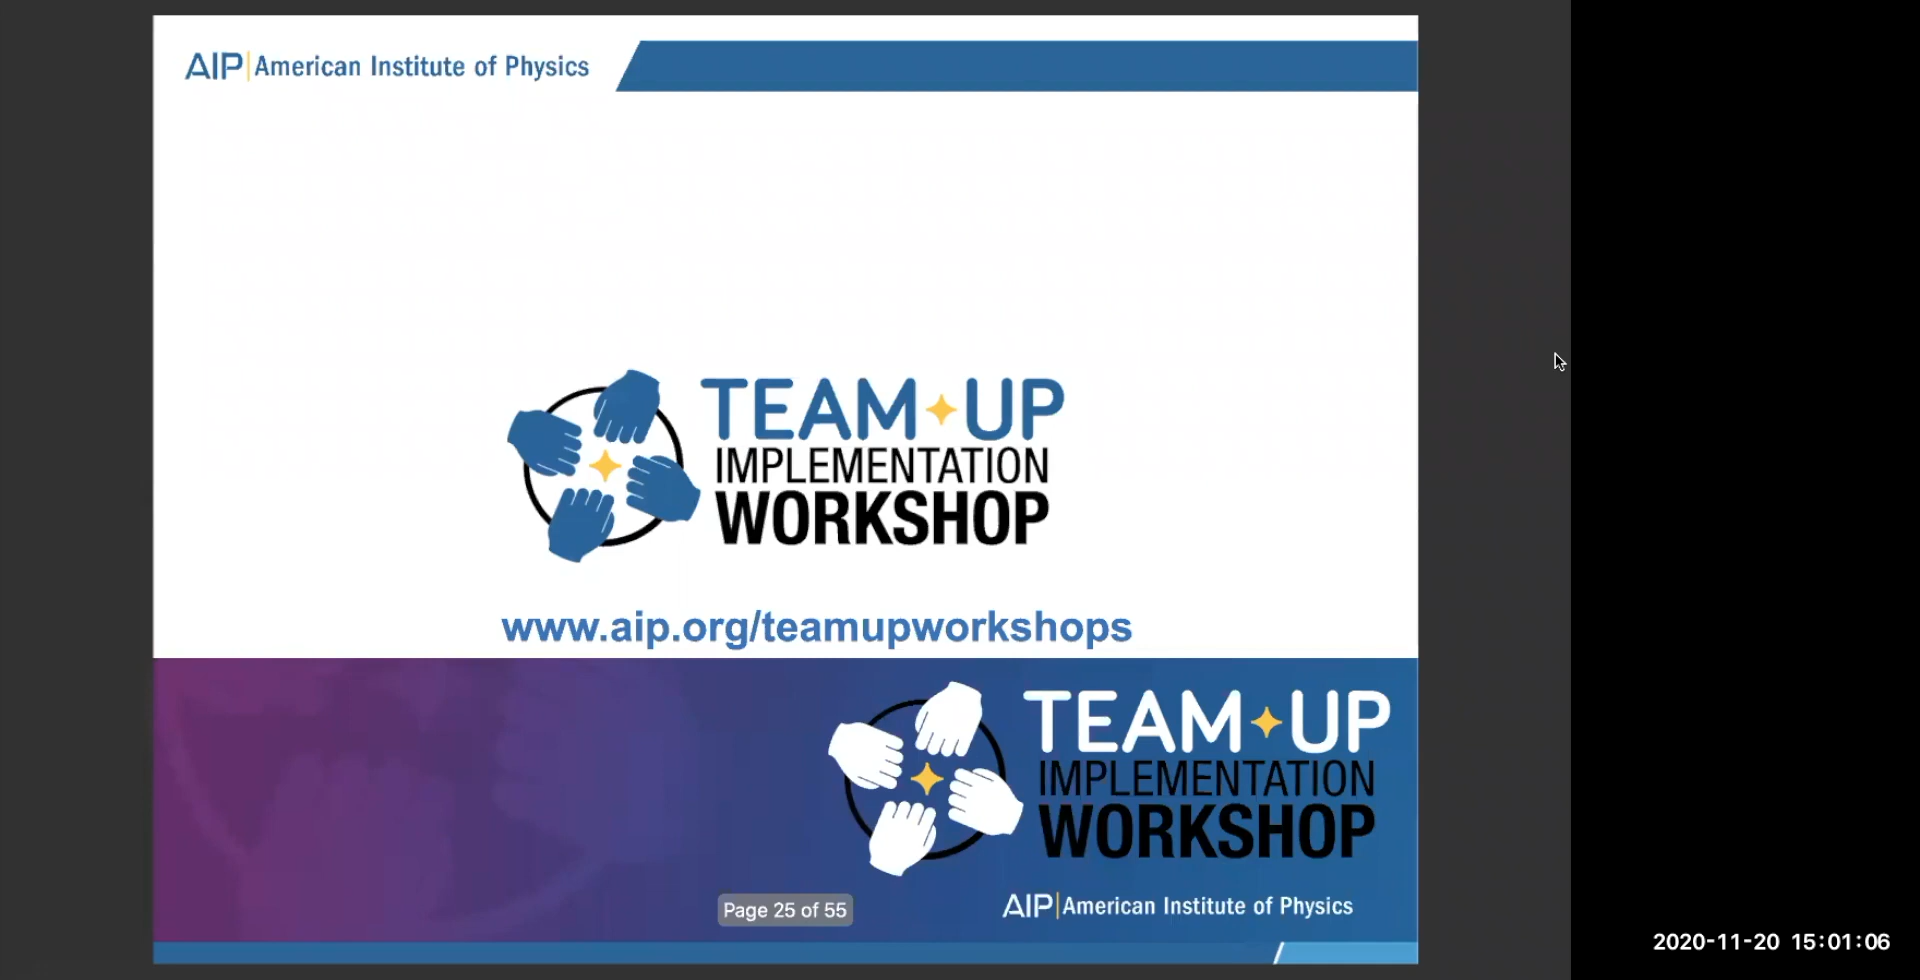 AIP American Institute of Physics
TEAM UP
IMPLEMENTATION
WORKSHOP
www.aip.org/teamupworkshops
TEAM UP
IMPLEMENTATION
WORKSHOP
AIP American Institute of Physics
Page 25 of 55
2020-11-20 15:01:06